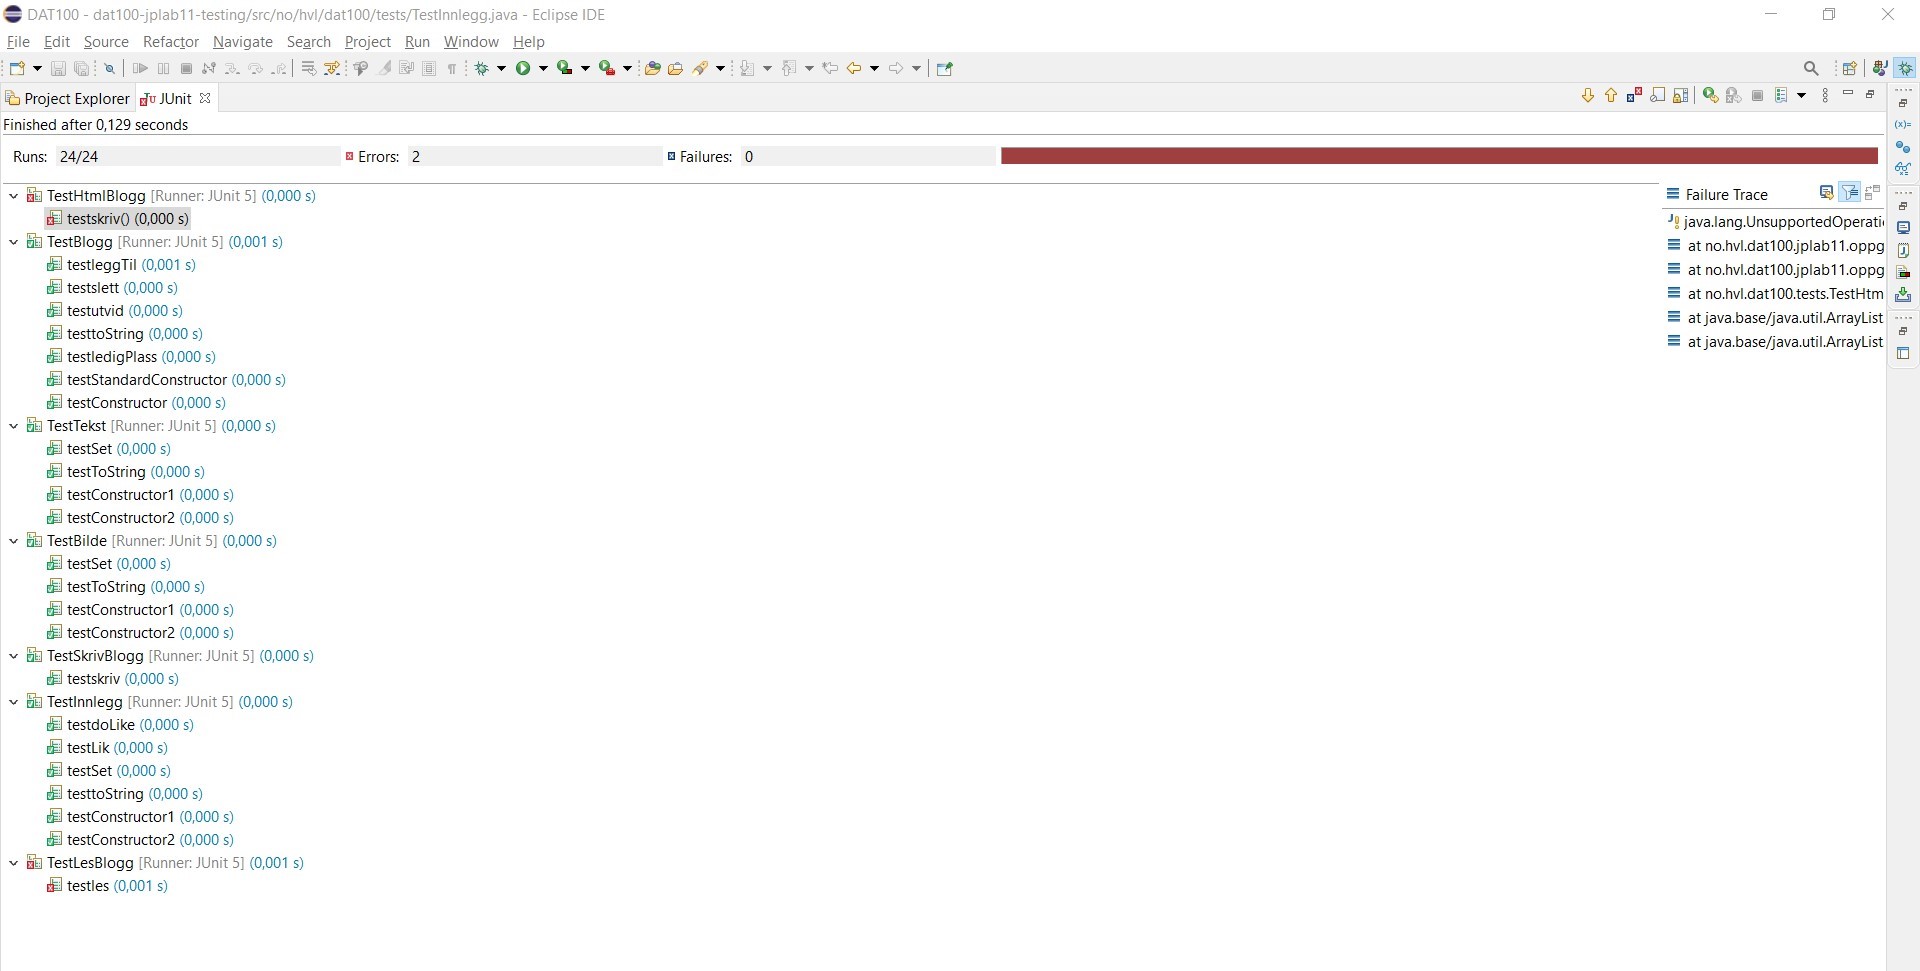 DAT100 - dat100-jplab11-testing/src/no/hvl/dat100/tests/TestInnlegg.java - Eclipse IDE
File Edit Source Refactor Navigate Search Project Run Window Help
Project Explorer JUnit
Finished after 0,129 seconds
Runs: 24/24 Errors: 2 Failures: 0
TestHtmlBlogg [Runner: JUnit 5] (0,000 s)
testskriv() (0,000 s)
TestBlogg [Runner: JUnit 5] (0,001 s)
testleggTil (0,001 s)
testslett (0,000 s)
testutvid (0,000 s)
testtoString (0,000 s)
testledigPlass (0,000 s)
testStandardConstructor (0,000 s)
testConstructor (0,000 s)
TestTekst [Runner: JUnit 5] (0,000 s)
testSet (0,000 s)
testToString (0,000 s)
testConstructor1 (0,000 s)
testConstructor2 (0,000 s)
TestBilde [Runner: JUnit 5] (0,000 s)
testSet (0,000 s)
testToString (0,000 s)
testConstructor1 (0,000 s)
testConstructor2 (0,000 s)
TestSkrivBlogg [Runner: JUnit 5] (0,000 s)
testskriv (0,000 s)
TestInnlegg [Runner: JUnit 5] (0,000 s)
testdoLike (0,000 s)
testLik (0,000 s)
testSet (0,000 s)
testtoString (0,000 s)
testConstructor1 (0,000 s)
testConstructor2 (0,000 s)
TestLesBlogg [Runner: JUnit 5] (0,001 s)
testles (0,001 s)
Failure Trace
java.lang.UnsupportedOperati
at no.hvl.dat100.jplab11.oppg
at no.hvl.dat100.jplab11.oppg
at no.hvl.dat100.tests.TestHtm
at java.base/java.util.ArrayList
at java.base/java.util.ArrayList